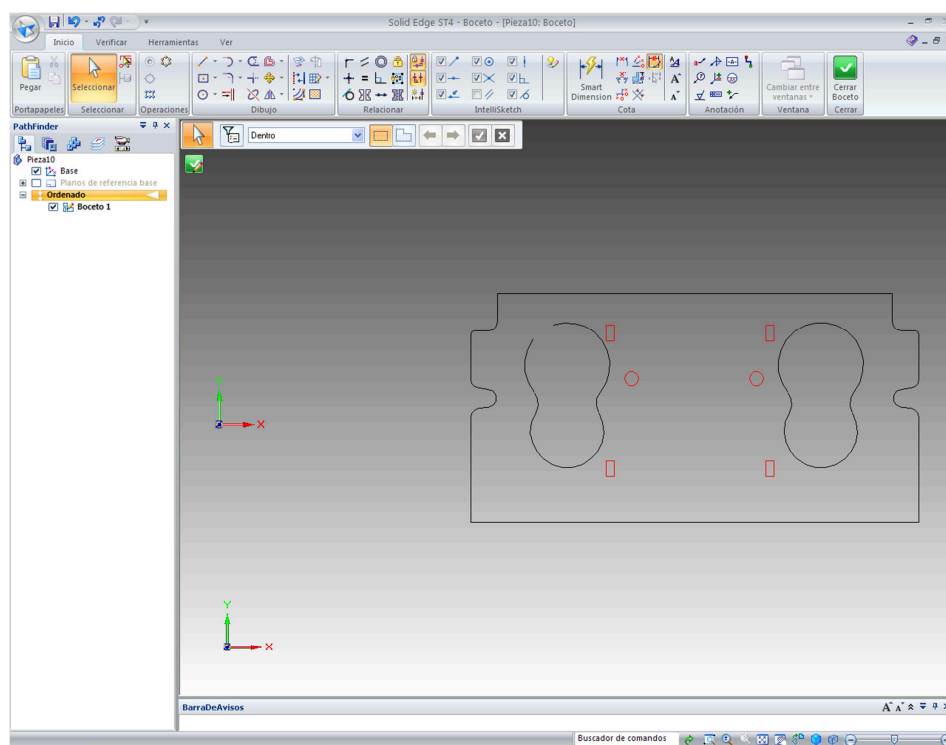 Solid Edge ST4 - Boceto - [Pieza10: Boceto]
Inicio Verificar Herramientas Ver
Pegar
Seleccionar
Smart Dimension
Cambiar entre ventanas
Cerrar Boceto
Portapapeles Seleccionar Operaciones Dibujo Relacionar IntelliSketch Cota Anotación Ventana Cerrar
PathFinder
Dentro
Pieza10
Base
Planos de referencia base
Ordenado
Boceto 1
Y
X
Y
X
BarraDeAvisos
Buscador de comandos